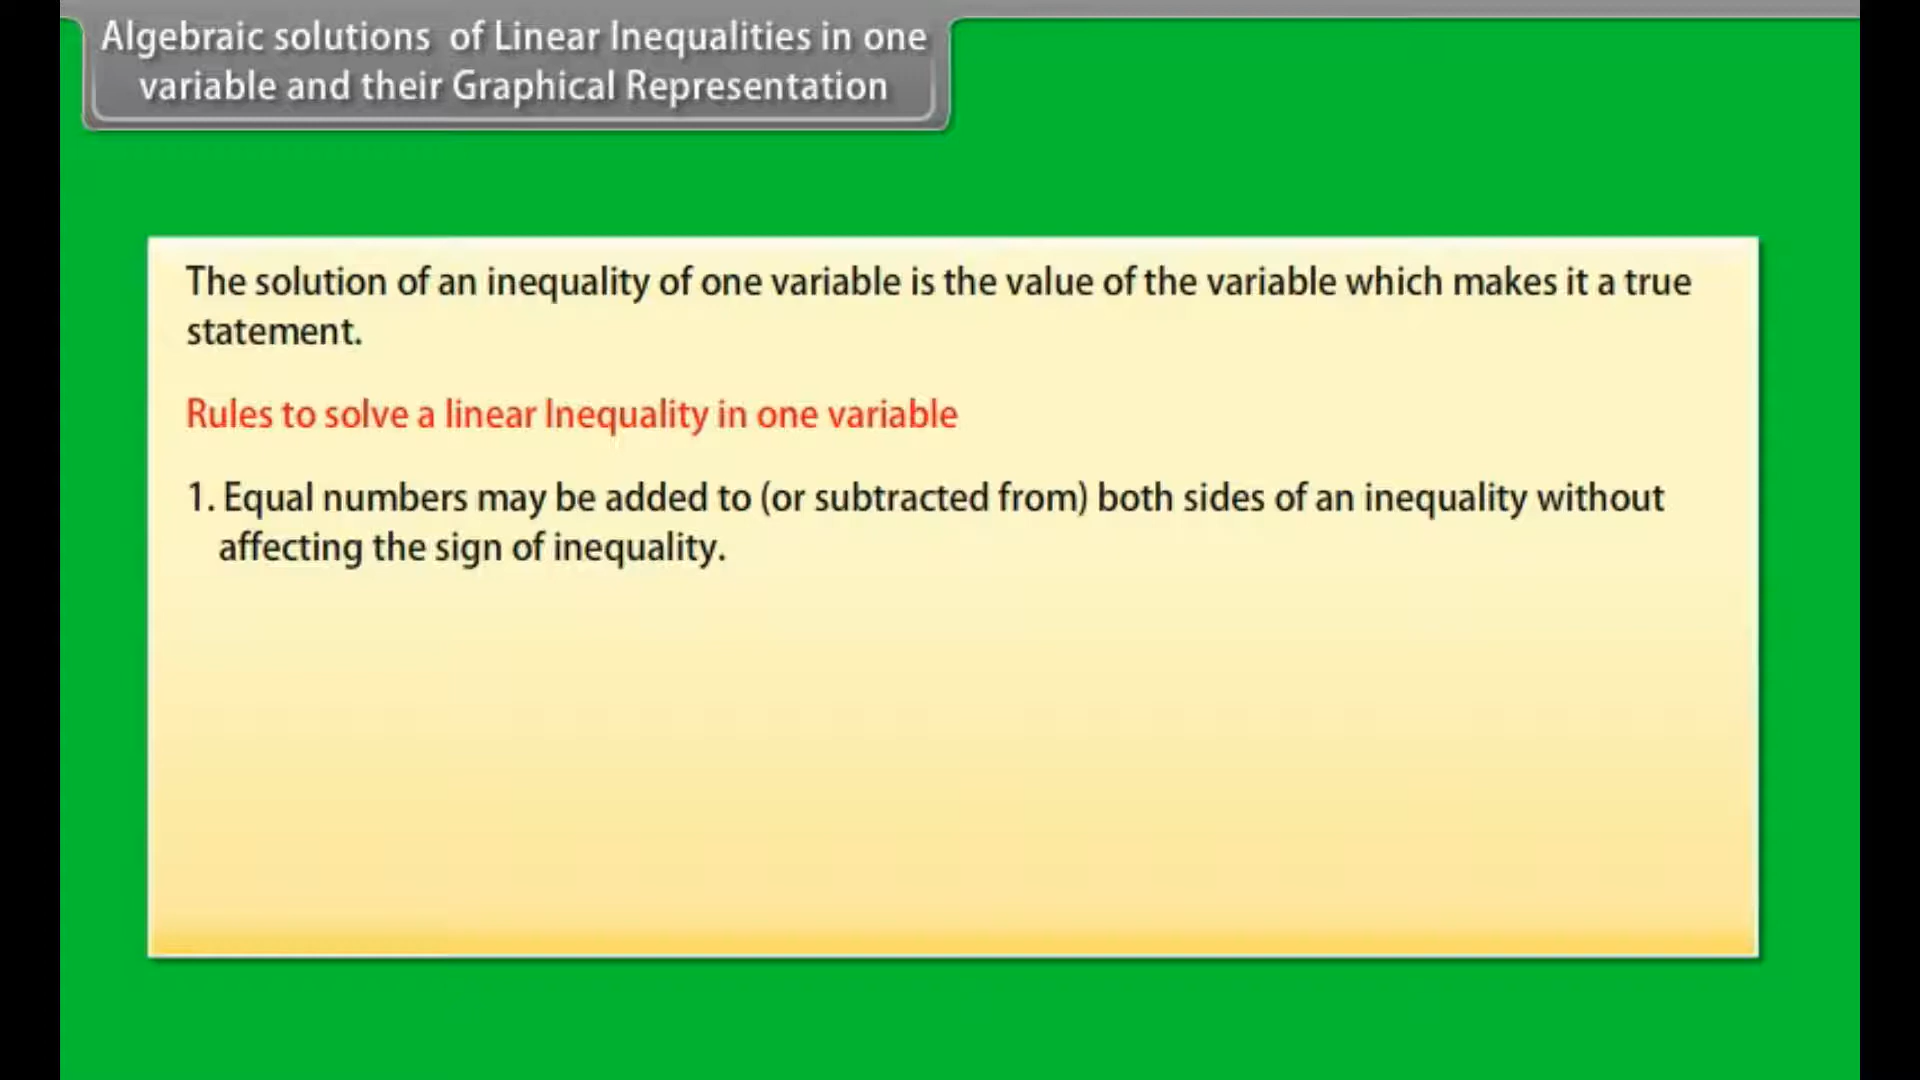 Algebraic solutions of Linear Inequalities in one
variable and their Graphical Representation
The solution of an inequality of one variable is the value of the variable which makes it a true
statement.
Rules to solve a linear Inequality in one variable
1. Equal numbers may be added to (or subtracted from) both sides of an inequality without
affecting the sign of inequality.